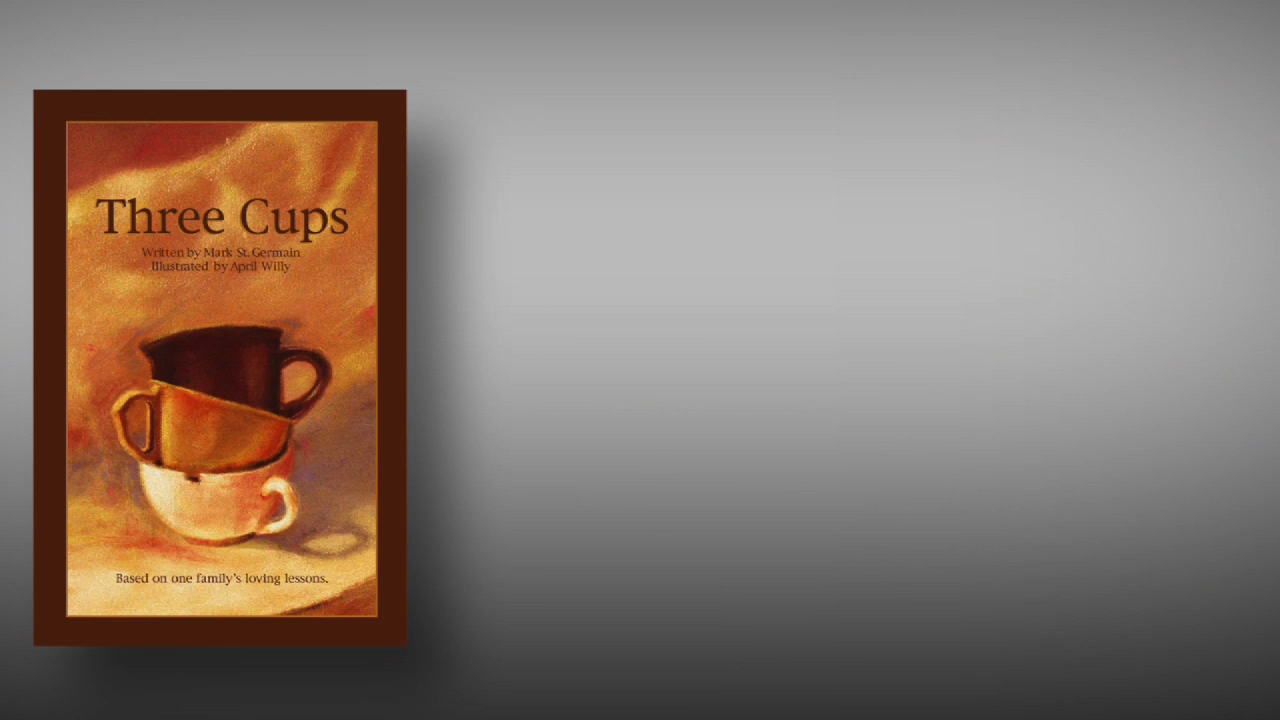 Three Cups
Written by Mark St. Germain
Illustrated by April Willy
Based on one family's loving lessons.